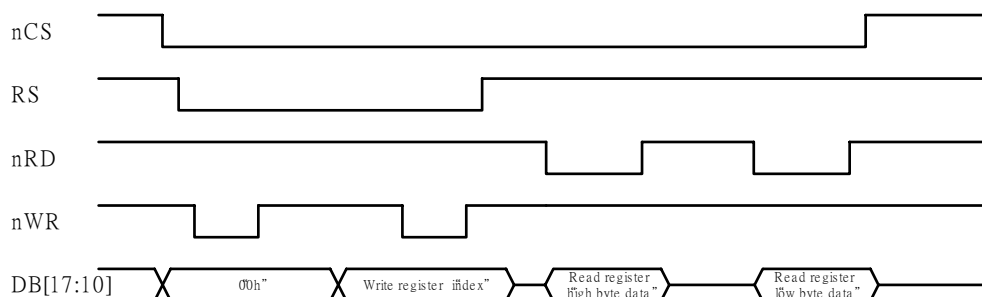 nCS
RS
nRD
nWR
DB[17:10]
"00h"
Write register "index"
Read register
"high byte data"
Read register
"low byte data"